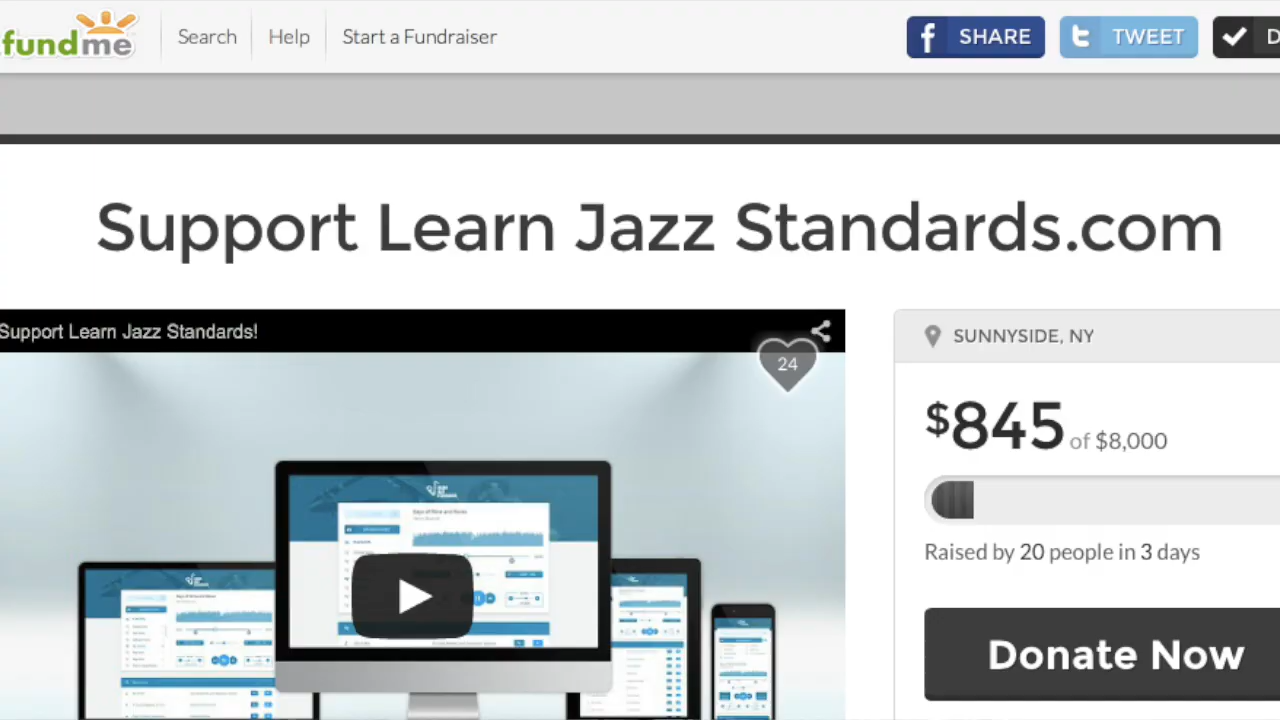 fundme
Search
Help
Start a Fundraiser
f SHARE
t TWEET
Support Learn Jazz Standards.com
Support Learn Jazz Standards!
24
SUNNYSIDE, NY
$845 of $8,000
Raised by 20 people in 3 days
Donate Now